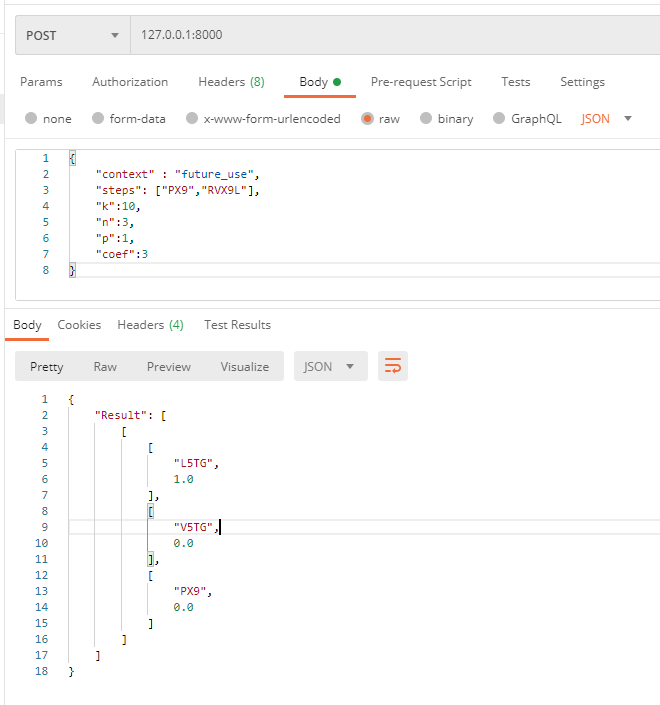 POST 127.0.0.1:8000
Params Authorization Headers (8) Body Pre-request Script Tests Settings
none form-data x-www-form-urlencoded raw binary GraphQL JSON
1 {
2 "context" : "future_use",
3 "steps": ["PX9","RVX9L"],
4 "k":10,
5 "n":3,
6 "p":1,
7 "coef":3
8 }
Body Cookies Headers (4) Test Results
Pretty Raw Preview Visualize JSON
1 {
2 "Result": [
3 [
4 [
5 "L5TG",
6 1.0
7 ],
8 [
9 "V5TG",
10 0.0
11 ],
12 [
13 "PX9",
14 0.0
15 ]
16 ]
17 ]
18 }